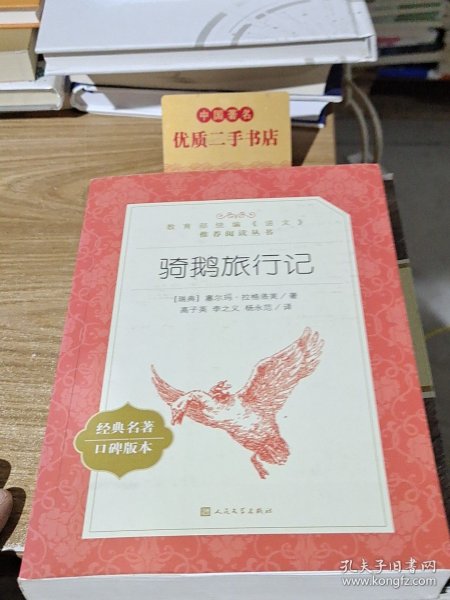 中国著名
优质二手书店
教育部统编《语文》
推荐阅读丛书
骑鹅旅行记
[瑞典] 塞尔玛·拉格洛芙/著
高子英 李之义 杨永范/译
经典名著
口碑版本
人民文学出版社
孔夫子旧书网
www.kongfz.com